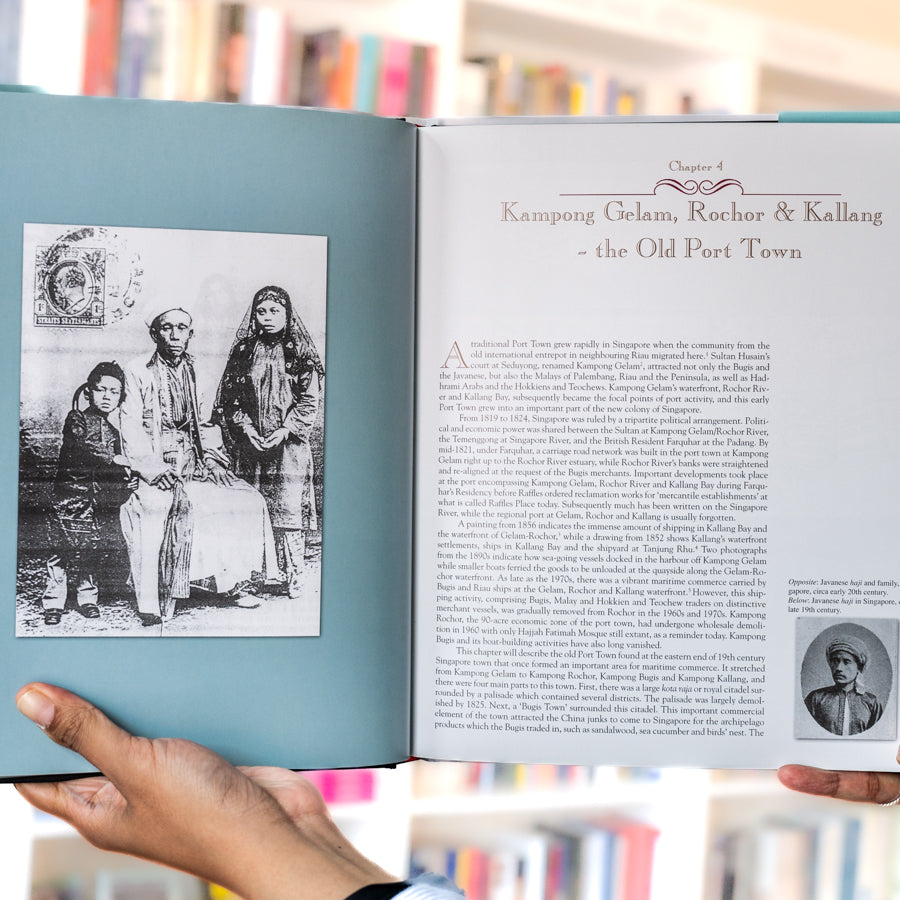 STRAITS SETTLEMENTS
Chapter 4
Kampong Gelam, Rochor & Kallang
- the Old Port Town
A traditional Port Town grew rapidly in Singapore when the community from the
old international entrepot in neighbouring Riau migrated here.¹ Sultan Husain's
court at Seduyong, renamed Kampong Gelam², attracted not only the Bugis and
the Javanese, but also the Malays of Palembang, Riau and the Peninsula, as well as Had-
hrami Arabs and the Hokkiens and Teochews. Kampong Gelam's waterfront, Rochor Riv-
er and Kallang Bay, subsequently became the focal points of port activity, and this early
Port Town grew into an important part of the new colony of Singapore.
From 1819 to 1824, Singapore was ruled by a tripartite political arrangement. Politi-
cal and economic power was shared between the Sultan at Kampong Gelam/Rochor River,
the Temenggong at Singapore River, and the British Resident Farquhar at the Padang. By
mid-1821, under Farquhar, a carriage road network was built in the port town at Kampong
Gelam right up to the Rochor River estuary, while Rochor River's banks were straightened
and re-aligned at the request of the Bugis merchants. Important developments took place
at the port encompassing Kampong Gelam, Rochor River and Kallang Bay during Farqu-
har's Residency before Raffles ordered reclamation works for 'mercantile establishments' at
what is called Raffles Place today. Subsequently much has been written on the Singapore
River, while the regional port at Gelam, Rochor and Kallang is usually forgotten.
A painting from 1856 indicates the immense amount of shipping in Kallang Bay and
the waterfront of Gelam-Rochor,³ while a drawing from 1852 shows Kallang's waterfront
settlements, ships in Kallang Bay and the shipyard at Tanjung Rhu.⁴ Two photographs
from the 1890s indicate how sea-going vessels docked in the harbour off Kampong Gelam
while smaller boats ferried the goods to be unloaded at the quayside along the Gelam-Ro-
chor waterfront. As late as the 1970s, there was a vibrant maritime commerce carried by
Bugis and Riau ships at the Gelam, Rochor and Kallang waterfront.⁵ However, this ship-
ping activity, comprising Bugis, Malay and Hokkien and Teochew traders on distinctive
merchant vessels, was gradually removed from Rochor in the 1960s and 1970s. Kampong
Rochor, the 90-acre economic zone of the port town, had undergone wholesale demoli-
tion in 1960 with only Hajjah Fatimah Mosque still extant, as a reminder today. Kampong
Bugis and its boat-building activities have also long vanished.
This chapter will describe the old Port Town found at the eastern end of 19th century
Singapore town that once formed an important area for maritime commerce. It stretched
from Kampong Gelam to Kampong Rochor, Kampong Bugis and Kampong Kallang, and
there were four main parts to this town. First, there was a large kota raja or royal citadel sur-
rounded by a palisade which contained several districts. The palisade was largely demol-
ished by 1825. Next, a 'Bugis Town' surrounded this citadel. This important commercial
element of the town attracted the China junks to come to Singapore for the archipelago
products which the Bugis traded in, such as sandalwood, sea cucumber and birds' nest. The
Opposite: Javanese haji and family,
gapore, circa early 20th century.
Below: Javanese haji in Singapore,
late 19th century.